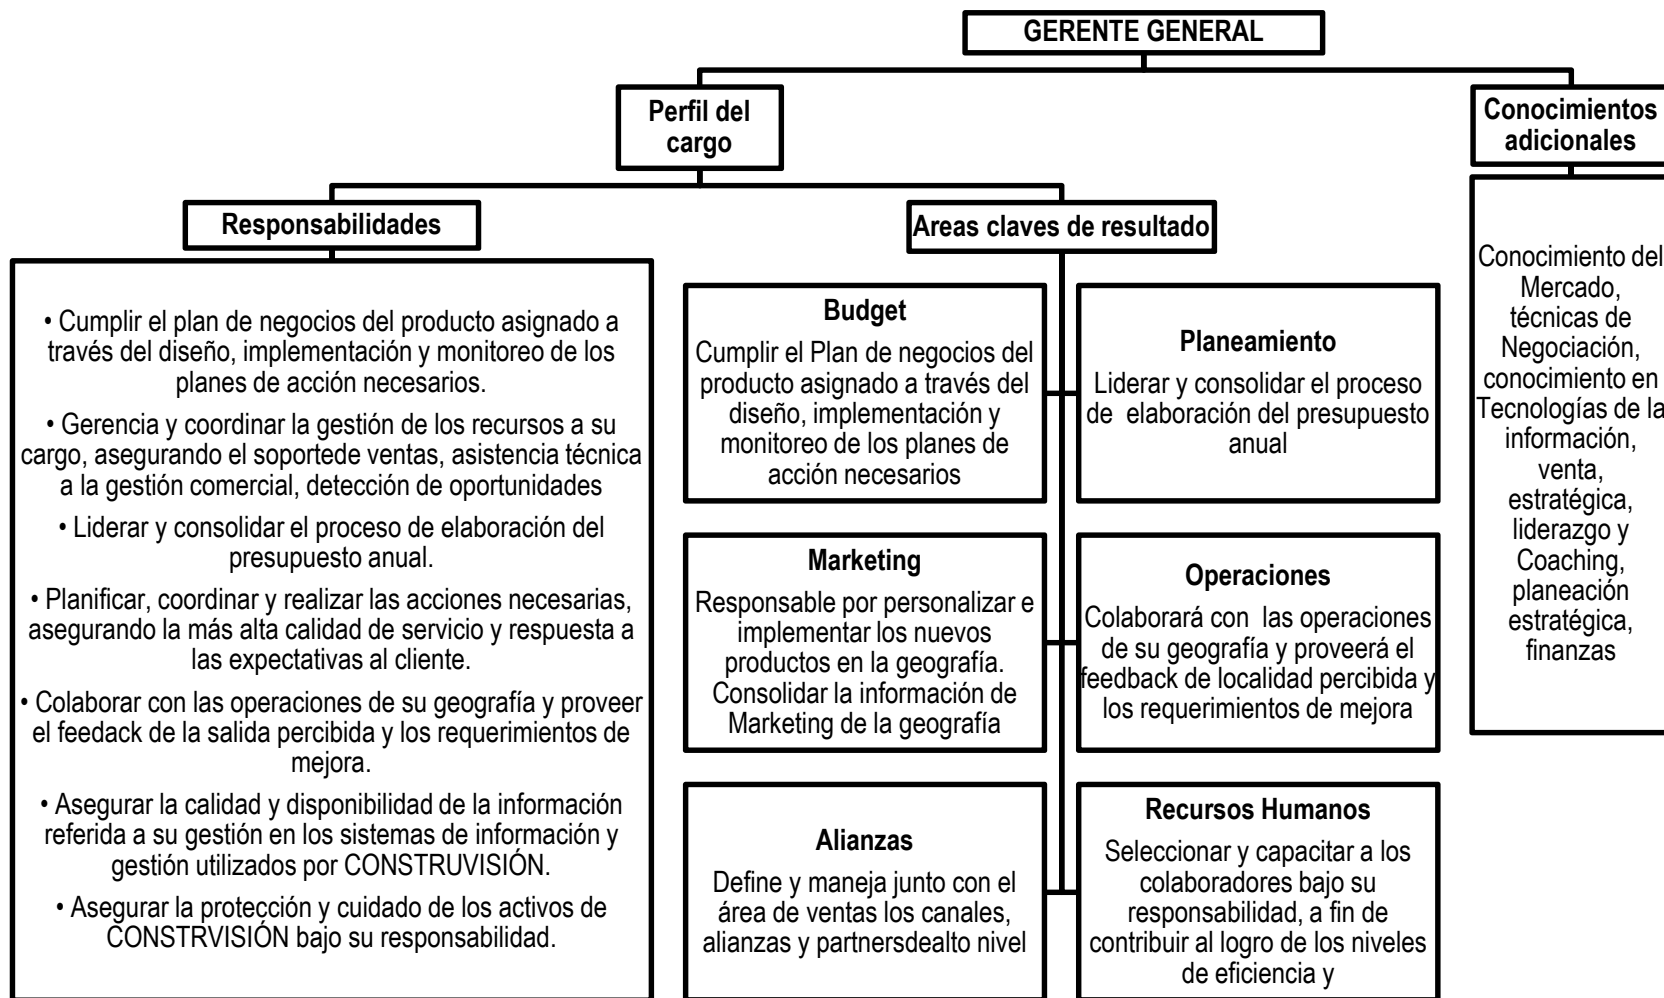 GERENTE GENERAL
Perfil del
cargo
Responsabilidades
• Cumplir el plan de negocios del producto asignado a
través del diseño, implementación y monitoreo de los
planes de acción necesarios.
• Gerencia y coordinar la gestión de los recursos a su
cargo, asegurando el soportede ventas, asistencia técnica
a la gestión comercial, detección de oportunidades
• Liderar y consolidar el proceso de elaboración del
presupuesto anual.
• Planificar, coordinar y realizar las acciones necesarias,
asegurando la más alta calidad de servicio y respuesta a
las expectativas al cliente.
• Colaborar con las operaciones de su geografía y proveer
el feedack de la salida percibida y los requerimientos de
mejora.
• Asegurar la calidad y disponibilidad de la información
referida a su gestión en los sistemas de información y
gestión utilizados por CONSTRUVISIÓN.
• Asegurar la protección y cuidado de los activos de
CONSTRVISIÓN bajo su responsabilidad.
Areas claves de resultado
Budget
Cumplir el Plan de negocios del
producto asignado a través del
diseño, implementación y
monitoreo de los planes de
acción necesarios
Planeamiento
Liderar y consolidar el proceso
de elaboración del presupuesto
anual
Marketing
Responsable por personalizar e
implementar los nuevos
productos en la geografía.
Consolidar la información de
Marketing de la geografía
Operaciones
Colaborará con las operaciones
de su geografía y proveerá el
feedback de localidad percibida y
los requerimientos de mejora
Alianzas
Define y maneja junto con el
área de ventas los canales,
alianzas y partnersdealto nivel
Recursos Humanos
Seleccionar y capacitar a los
colaboradores bajo su
responsabilidad, a fin de
contribuir al logro de los niveles
de eficiencia y
Conocimientos
adicionales
Conocimiento del
Mercado,
técnicas de
Negociación,
conocimiento en
Tecnologías de la
información,
venta,
estratégica,
liderazgo y
Coaching,
planeación
estratégica,
finanzas